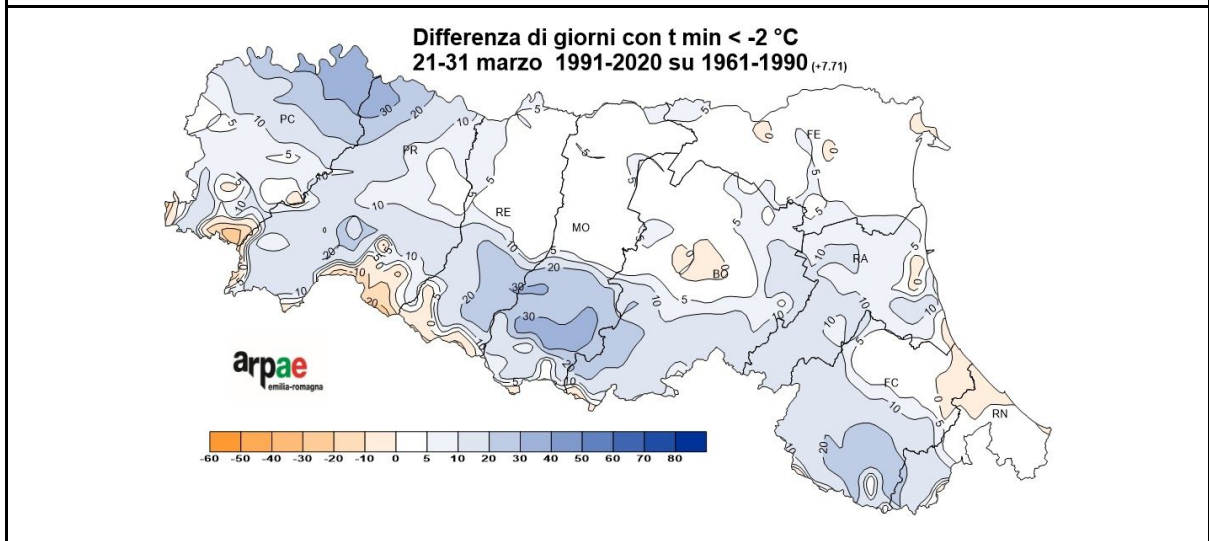 Differenza di giorni con t min < -2 °C
21-31 marzo 1991-2020 su 1961-1990 (+7.71)
PC
PR
RE
MO
BO
FE
RA
FC
RN
arpae
emilia-romagna
-60 -50 -40 -30 -20 -10 0 5 10 20 30 40 50 60 70 80